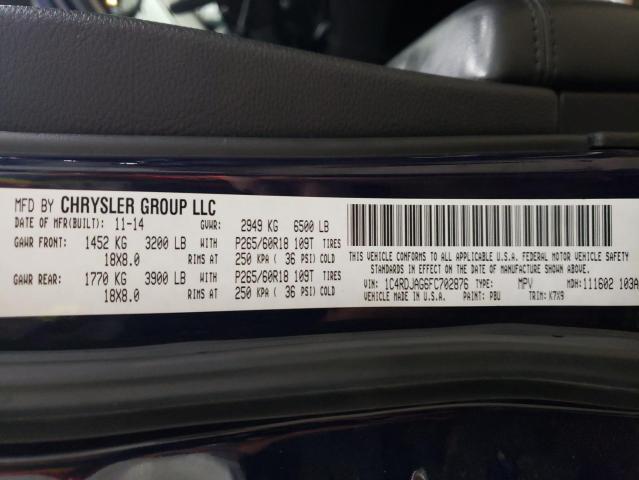 MFD BY CHRYSLER GROUP LLC
DATE OF MFR(BUILT): 11-14 GVWR: 2949 KG 6500 LB
GAWR FRONT: 1452 KG 3200 LB WITH P265/60R18 109T TIRES
18X8.0 RIMS AT 250 KPA ( 36 PSI) COLD
GAWR REAR: 1770 KG 3900 LB WITH P265/60R18 109T TIRES
18X8.0 RIMS AT 250 KPA ( 36 PSI) COLD
THIS VEHICLE CONFORMS TO ALL APPLICABLE U.S.A. FEDERAL MOTOR VEHICLE SAFETY
STANDARDS IN EFFECT ON THE DATE OF MANUFACTURE SHOWN ABOVE.
VIN: 1C4RDJAG6FC702876 TYPE: MPV MDH: 111602 103A
VEHICLE MADE IN U.S.A. PAINT: PBU TRIM: K7X9